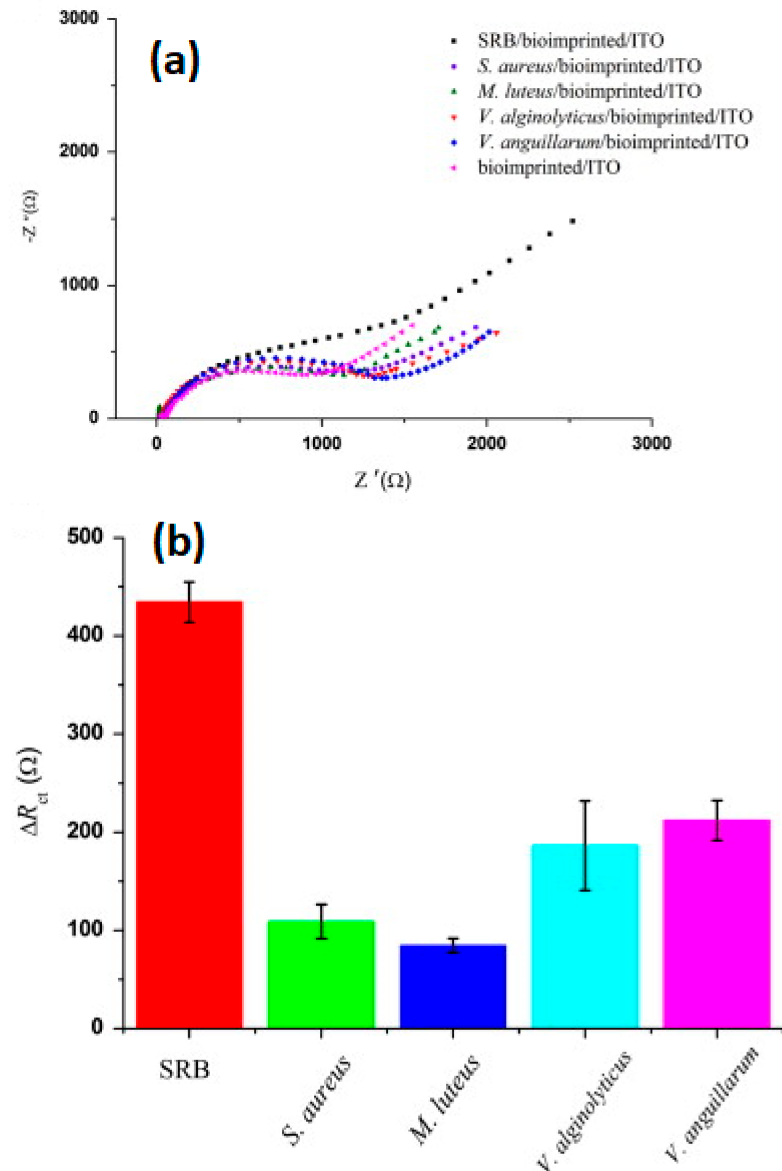 3000
(a)
SRB/bioimprinted/ITO
S. aureus/bioimprinted/ITO
M. luteus/bioimprinted/ITO
V. alginolyticus/bioimprinted/ITO
V. anguillarum/bioimprinted/ITO
bioimprinted/ITO
2000
-Z "(Ω)
1000
0
0 1000 2000 3000
Z '(Ω)
(b)
500
400
300
200
100
0
ΔRct (Ω)
SRB
S. aureus
M. luteus
V. alginolyticus
V. anguillarum